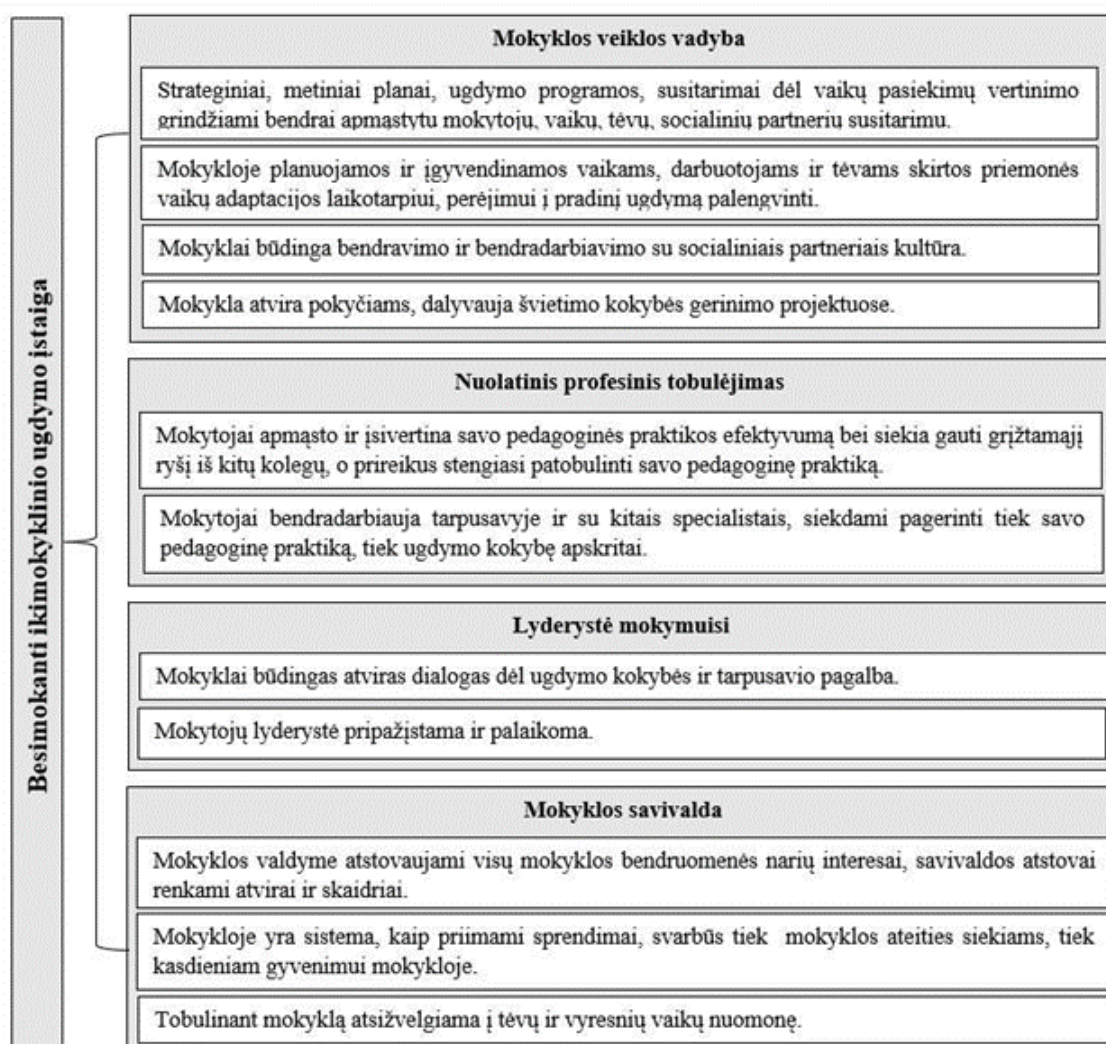 Besimokanti ikimokyklinio ugdymo įstaiga
Mokyklos veiklos vadyba
Strateginiai, metiniai planai, ugdymo programos, susitarimai dėl vaikų pasiekimų vertinimo
grindžiami bendrai apmąstytu mokytojų, vaikų, tėvų, socialinių partnerių susitarimu.
Mokykloje planuojamos ir įgyvendinamos vaikams, darbuotojams ir tėvams skirtos priemonės
vaikų adaptacijos laikotarpiui, perėjimui į pradinį ugdymą palengvinti.
Mokyklai būdinga bendravimo ir bendradarbiavimo su socialiniais partneriais kultūra.
Mokykla atvira pokyčiams, dalyvauja švietimo kokybės gerinimo projektuose.
Nuolatinis profesinis tobulėjimas
Mokytojai apmąsto ir įsivertina savo pedagoginės praktikos efektyvumą bei siekia gauti grįžtamąjį
ryšį iš kitų kolegų, o prireikus stengiasi patobulinti savo pedagoginę praktiką.
Mokytojai bendradarbiauja tarpusavyje ir su kitais specialistais, siekdami pagerinti tiek savo
pedagoginę praktiką, tiek ugdymo kokybę apskritai.
Lyderystė mokymuisi
Mokyklai būdingas atviras dialogas dėl ugdymo kokybės ir tarpusavio pagalba.
Mokytojų lyderystė pripažįstama ir palaikoma.
Mokyklos savivalda
Mokyklos valdyme atstovaujami visų mokyklos bendruomenės narių interesai, savivaldos atstovai
renkami atvirai ir skaidriai.
Mokykloje yra sistema, kaip priimami sprendimai, svarbūs tiek mokyklos ateities siekiams, tiek
kasdieniam gyvenimui mokykloje.
Tobulinant mokyklą atsižvelgiama į tėvų ir vyresnių vaikų nuomonę.